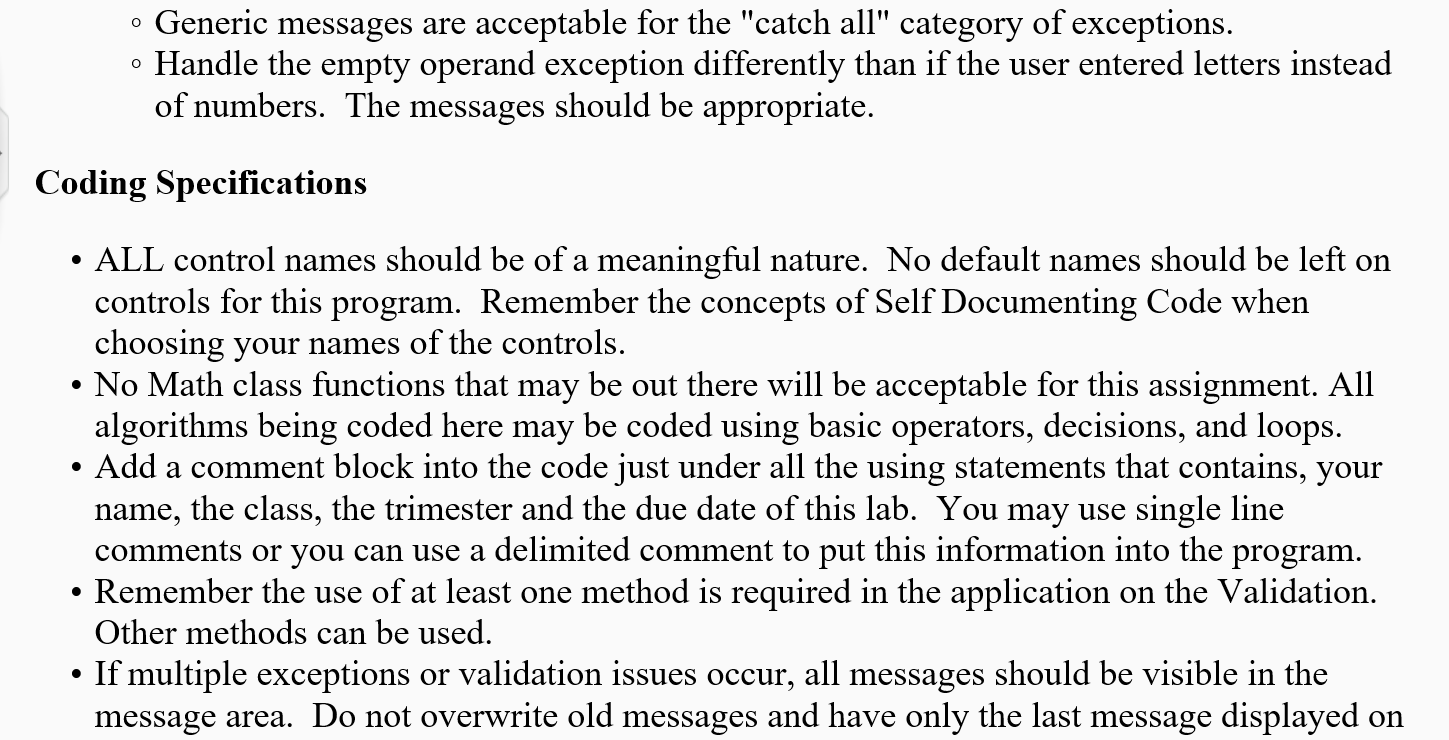 ◦ Generic messages are acceptable for the "catch all" category of exceptions.
◦ Handle the empty operand exception differently than if the user entered letters instead
of numbers.  The messages should be appropriate.
Coding Specifications
• ALL control names should be of a meaningful nature.  No default names should be left on
controls for this program.  Remember the concepts of Self Documenting Code when
choosing your names of the controls.
• No Math class functions that may be out there will be acceptable for this assignment. All
algorithms being coded here may be coded using basic operators, decisions, and loops.
• Add a comment block into the code just under all the using statements that contains, your
name, the class, the trimester and the due date of this lab.  You may use single line
comments or you can use a delimited comment to put this information into the program.
• Remember the use of at least one method is required in the application on the Validation.
Other methods can be used.
• If multiple exceptions or validation issues occur, all messages should be visible in the
message area.  Do not overwrite old messages and have only the last message displayed on